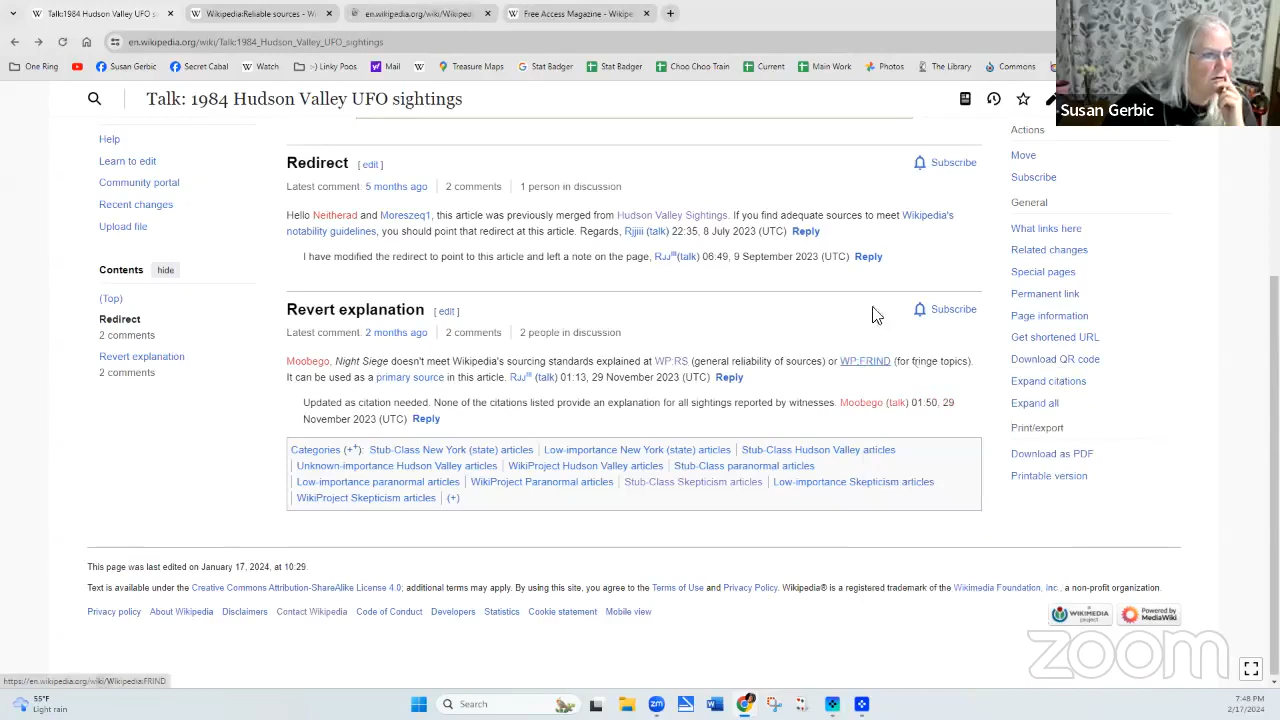 Talk:1984 Hudson Valley UFO si
WikipediaResults - Wikipedia
en.wikipedia.org/wiki/Wikipedi
Free Access Magazine - Wikiped
en.wikipedia.org/wiki/Talk:1984_Hudson_Valley_UFO_sightings
One Ring
Susan Gerbic
Secret Cabal
Watch
:-) Linky Poo
Mail
Wiki
Treasure Maps
Stat Badger
Stat Badger
Choo Choo Train
Current
Main Work
Photos
The City
Library
Commons
Susan Gerbic
Talk: 1984 Hudson Valley UFO sightings
Help
Learn to edit
Community portal
Recent changes
Upload file
Contents hide
(Top)
Redirect
2 comments
Revert explanation
2 comments
Redirect [ edit ] Subscribe
Latest comment: 5 months ago 2 comments 1 person in discussion
Hello Neitherad and Moreszeq1, this article was previously merged from Hudson Valley Sightings. If you find adequate sources to meet Wikipedia's
notability guidelines, you should point that redirect at this article. Regards, Rjjiii (talk) 22:35, 8 July 2023 (UTC) Reply
I have modified the redirect to point to this article and left a note on the page, RJJIII(talk) 06:49, 9 September 2023 (UTC) Reply
Revert explanation [ edit ] Subscribe
Latest comment: 2 months ago 2 comments 2 people in discussion
Moobego, Night Siege doesn't meet Wikipedia's sourcing standards explained at WP:RS (general reliability of sources) or WP:FRIND (for fringe topics).
It can be used as a primary source in this article. RJJIII (talk) 01:13, 29 November 2023 (UTC) Reply
Updated as citation needed. None of the citations listed provide an explanation for all sightings reported by witnesses. Moobego (talk) 01:50, 29
November 2023 (UTC) Reply
Categories (++): Stub-Class New York (state) articles Low-importance New York (state) articles Stub-Class Hudson Valley articles
Unknown-importance Hudson Valley articles WikiProject Hudson Valley articles Stub-Class paranormal articles
Low-importance paranormal articles WikiProject Paranormal articles Stub-Class Skepticism articles Low-importance Skepticism articles
WikiProject Skepticism articles (+)
Actions
Move
Subscribe
General
What links here
Related changes
Special pages
Permanent link
Page information
Get shortened URL
Download QR code
Expand citations
Expand all
Print/export
Download as PDF
Printable version
This page was last edited on January 17, 2024, at 10:29.
Text is available under the Creative Commons Attribution-ShareAlike License 4.0; additional terms may apply. By using this site, you agree to the Terms of Use and Privacy Policy. Wikipedia® is a registered trademark of the Wikimedia Foundation, Inc., a non-profit organization.
Privacy policy About Wikipedia Disclaimers Contact Wikipedia Code of Conduct Developers Statistics Cookie statement Mobile view
a
WIKIMEDIA
project
Powered by
MediaWiki
zoom
https://en.wikipedia.org/wiki/Wikipedia:FRIND
55°F
Light rain
Search
7:48 PM
2/17/2024